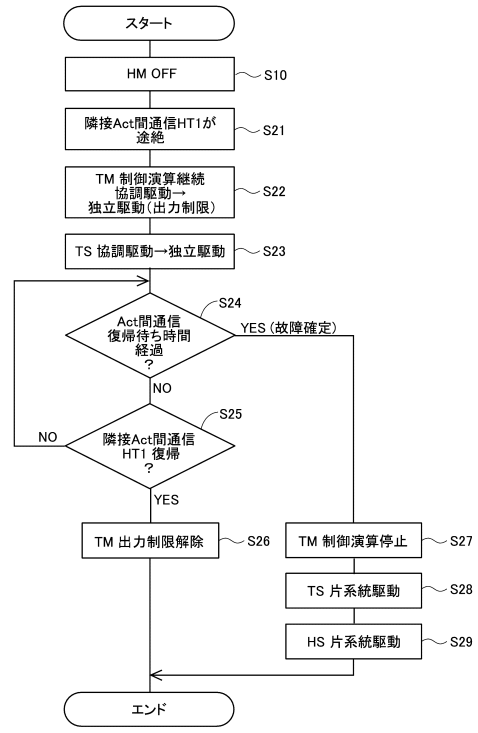 スタート
HM OFF
S10
隣接Act間通信HT1が
途絶
S21
TM 制御演算継続
協調駆動→
独立駆動(出力制限)
S22
TS 協調駆動→独立駆動
S23
S24
Act間通信
復帰待ち時間
経過
?
YES (故障確定)
NO
S25
隣接Act間通信
HT1 復帰
?
NO
YES
TM 出力制限解除
S26
TM 制御演算停止
S27
TS 片系統駆動
S28
HS 片系統駆動
S29
エンド